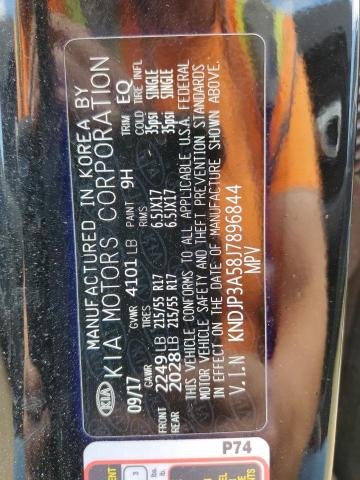 MANUFACTURED IN KOREA BY
KIA KIA MOTORS CORPORATION
09/17 GVWR 4101 LB PAINT 9H TRIM EQ
GAWR TIRES RIMS COLD TIRE INFL
FRONT 2249 LB 215/55 R17 6.5JX17 35psi SINGLE
REAR 2028 LB 215/55 R17 6.5JX17 35psi SINGLE
THIS VEHICLE CONFORMS TO ALL APPLICABLE U.S.A. FEDERAL
MOTOR VEHICLE SAFETY AND THEFT PREVENTION STANDARDS
IN EFFECT ON THE DATE OF MANUFACTURE SHOWN ABOVE.
V.I.N KNDJP3A58J7896844
MPV
P74